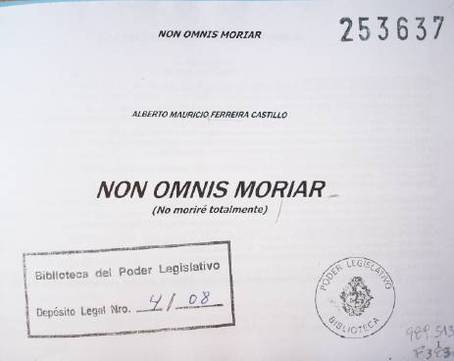 NON OMNIS MORIAR
253637
ALBERTO MAURICIO FERREIRA CASTILLO
NON OMNIS MORIAR
(No moriré totalmente)
Biblioteca del Poder Legislativo
Depósito Legal Nro. 4/08
PODER LEGISLATIVO
BIBLIOTECA